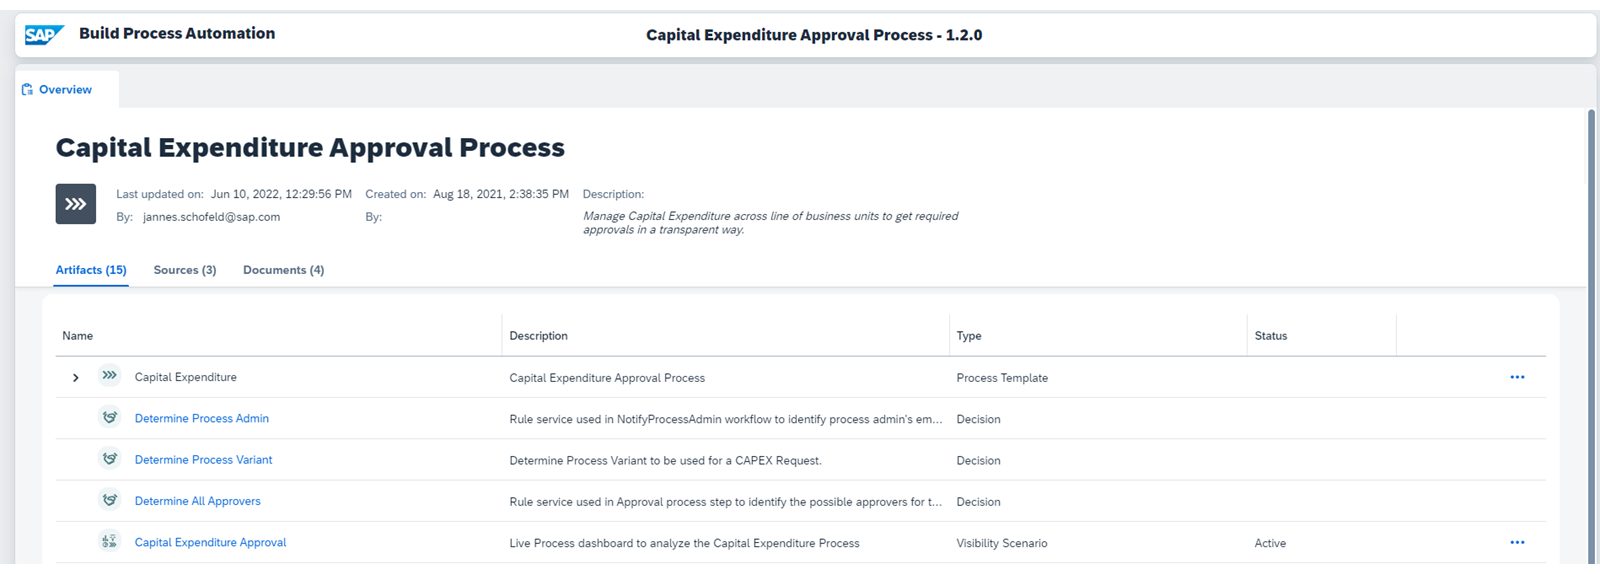 SAP Build Process Automation Capital Expenditure Approval Process - 1.2.0
Overview
Capital Expenditure Approval Process
Last updated on: Jun 10, 2022, 12:29:56 PM Created on: Aug 18, 2021, 2:38:35 PM Description:
By: jannes.schofeld@sap.com By: Manage Capital Expenditure across line of business units to get required
approvals in a transparent way.
Artifacts (15) Sources (3) Documents (4)
Name Description Type Status
Capital Expenditure Capital Expenditure Approval Process Process Template
Determine Process Admin Rule service used in NotifyProcessAdmin workflow to identify process admin's em... Decision
Determine Process Variant Determine Process Variant to be used for a CAPEX Request. Decision
Determine All Approvers Rule service used in Approval process step to identify the possible approvers for t... Decision
Capital Expenditure Approval Live Process dashboard to analyze the Capital Expenditure Process Visibility Scenario Active